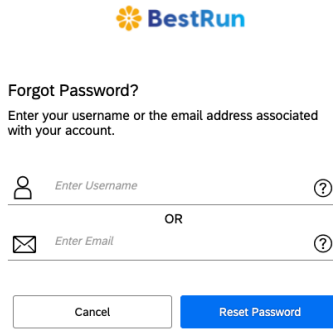 BestRun
Forgot Password?
Enter your username or the email address associated
with your account.
Enter Username
?
OR
Enter Email
?
Cancel
Reset Password